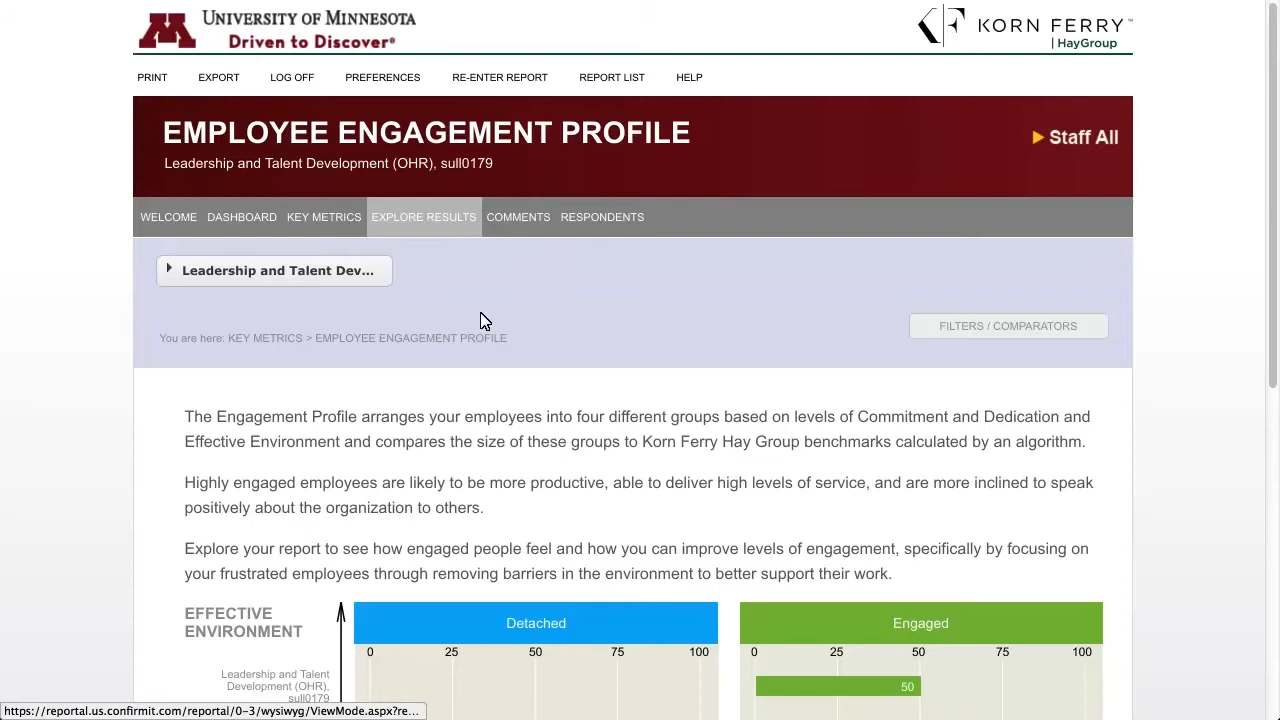 UNIVERSITY OF MINNESOTA
Driven to Discover®
KORN FERRY™
| HayGroup
PRINT EXPORT LOG OFF PREFERENCES RE-ENTER REPORT REPORT LIST HELP
EMPLOYEE ENGAGEMENT PROFILE
Staff All
Leadership and Talent Development (OHR), sull0179
WELCOME DASHBOARD KEY METRICS EXPLORE RESULTS COMMENTS RESPONDENTS
Leadership and Talent Dev...
FILTERS / COMPARATORS
You are here: KEY METRICS > EMPLOYEE ENGAGEMENT PROFILE
The Engagement Profile arranges your employees into four different groups based on levels of Commitment and Dedication and
Effective Environment and compares the size of these groups to Korn Ferry Hay Group benchmarks calculated by an algorithm.
Highly engaged employees are likely to be more productive, able to deliver high levels of service, and are more inclined to speak
positively about the organization to others.
Explore your report to see how engaged people feel and how you can improve levels of engagement, specifically by focusing on
your frustrated employees through removing barriers in the environment to better support their work.
EFFECTIVE
ENVIRONMENT
Detached
Engaged
0 25 50 75 100
0 25 50 75 100
Leadership and Talent
Development (OHR),
sull0179
50
https://reportal.us.confirmit.com/reportal/0-3/wysiwyg/ViewMode.aspx?re...